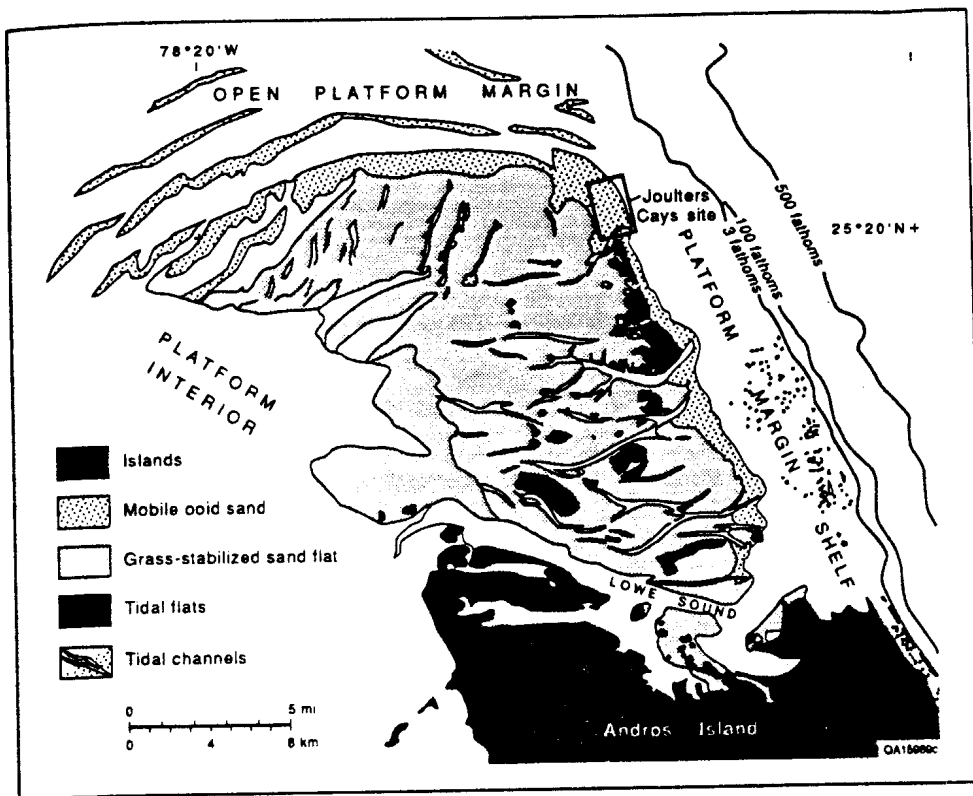 78°20'W
OPEN PLATFORM MARGIN
Joulters
Cays site
500 fathoms
100 fathoms
3 fathoms
25°20'N +
PLATFORM
MARGIN
SHELF
PLATFORM
INTERIOR
Islands
Mobile ooid sand
Grass-stabilized sand flat
Tidal flats
Tidal channels
0 5 mi
0 4 8 km
LOWE SOUND
Andros Island
QA15989c